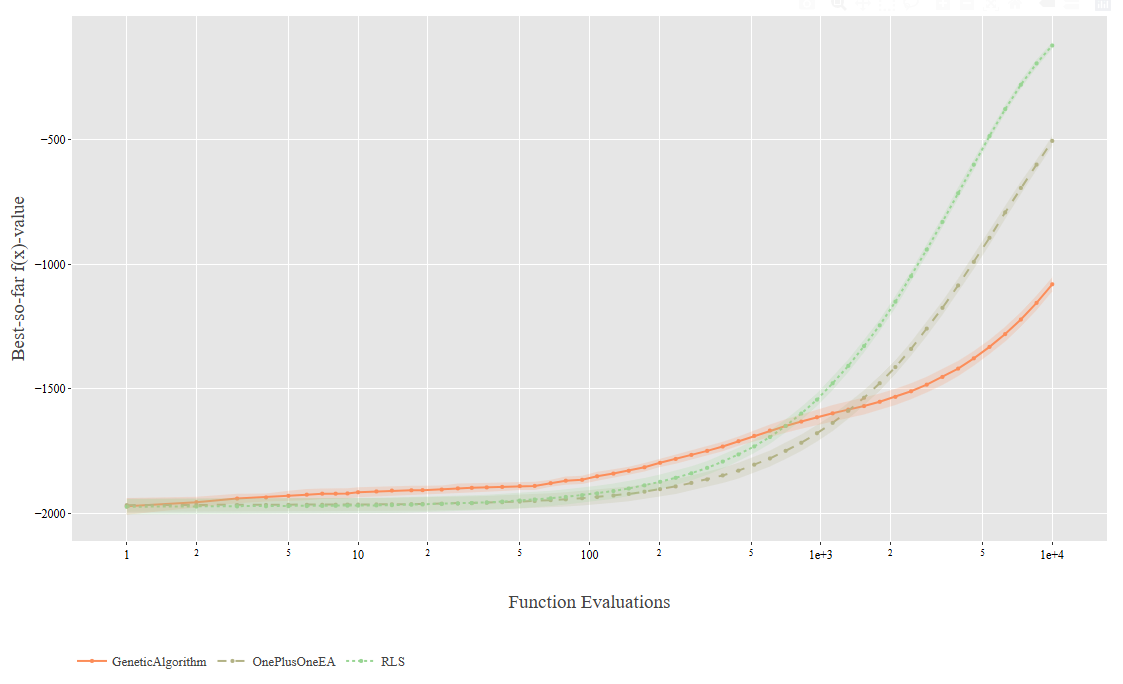 Best-so-far f(x)-value
−500
−1000
−1500
−2000
1 2 5 10 2 5 100 2 5 1e+3 2 5 1e+4
Function Evaluations
GeneticAlgorithm OnePlusOneEA RLS